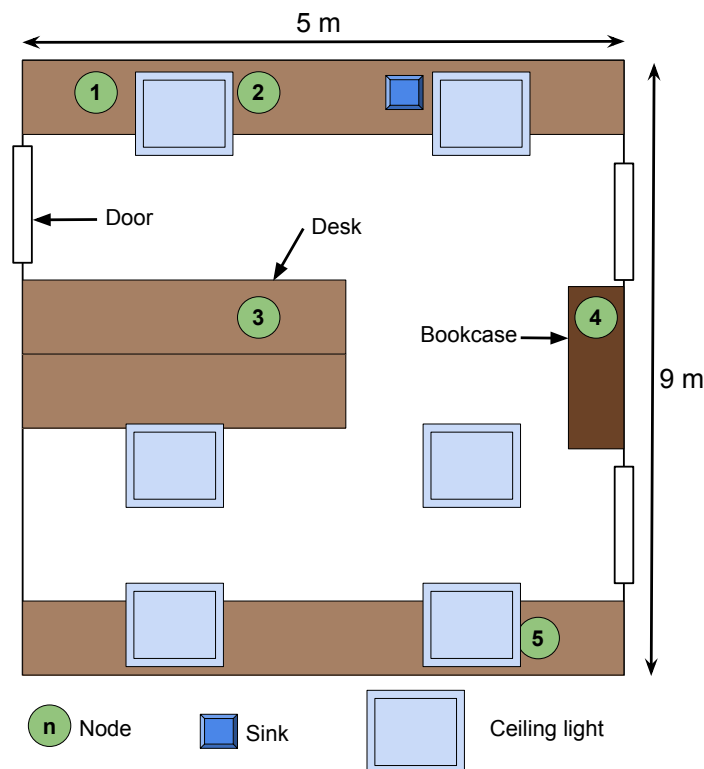 5 m
1
2
Door
Desk
3
4
Bookcase
9 m
5
n
Node
Sink
Ceiling light